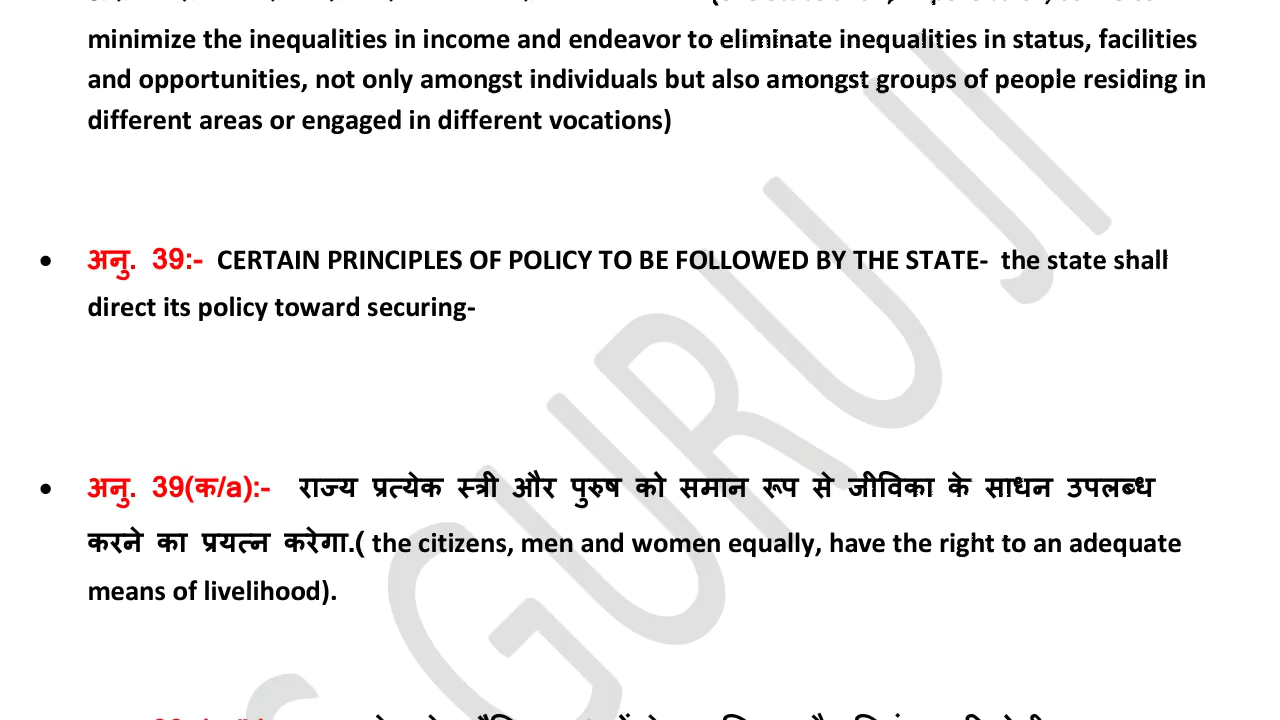 minimize the inequalities in income and endeavor to eliminate inequalities in status, facilities
and opportunities, not only amongst individuals but also amongst groups of people residing in
different areas or engaged in different vocations)
• अनु. 39:- CERTAIN PRINCIPLES OF POLICY TO BE FOLLOWED BY THE STATE- the state shall
direct its policy toward securing-
• अनु. 39(क/a):- राज्य प्रत्येक स्त्री और पुरुष को समान रूप से जीविका के साधन उपलब्ध
करने का प्रयत्न करेगा.( the citizens, men and women equally, have the right to an adequate
means of livelihood).
GURU JI